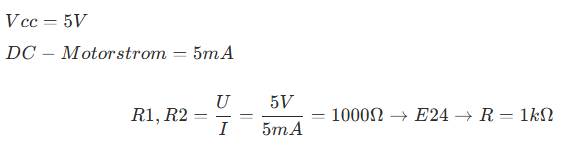 Vcc = 5V
DC − Motorstrom = 5mA
R1, R2 = U/I = 5V/5mA = 1000Ω → E24 → R = 1kΩ